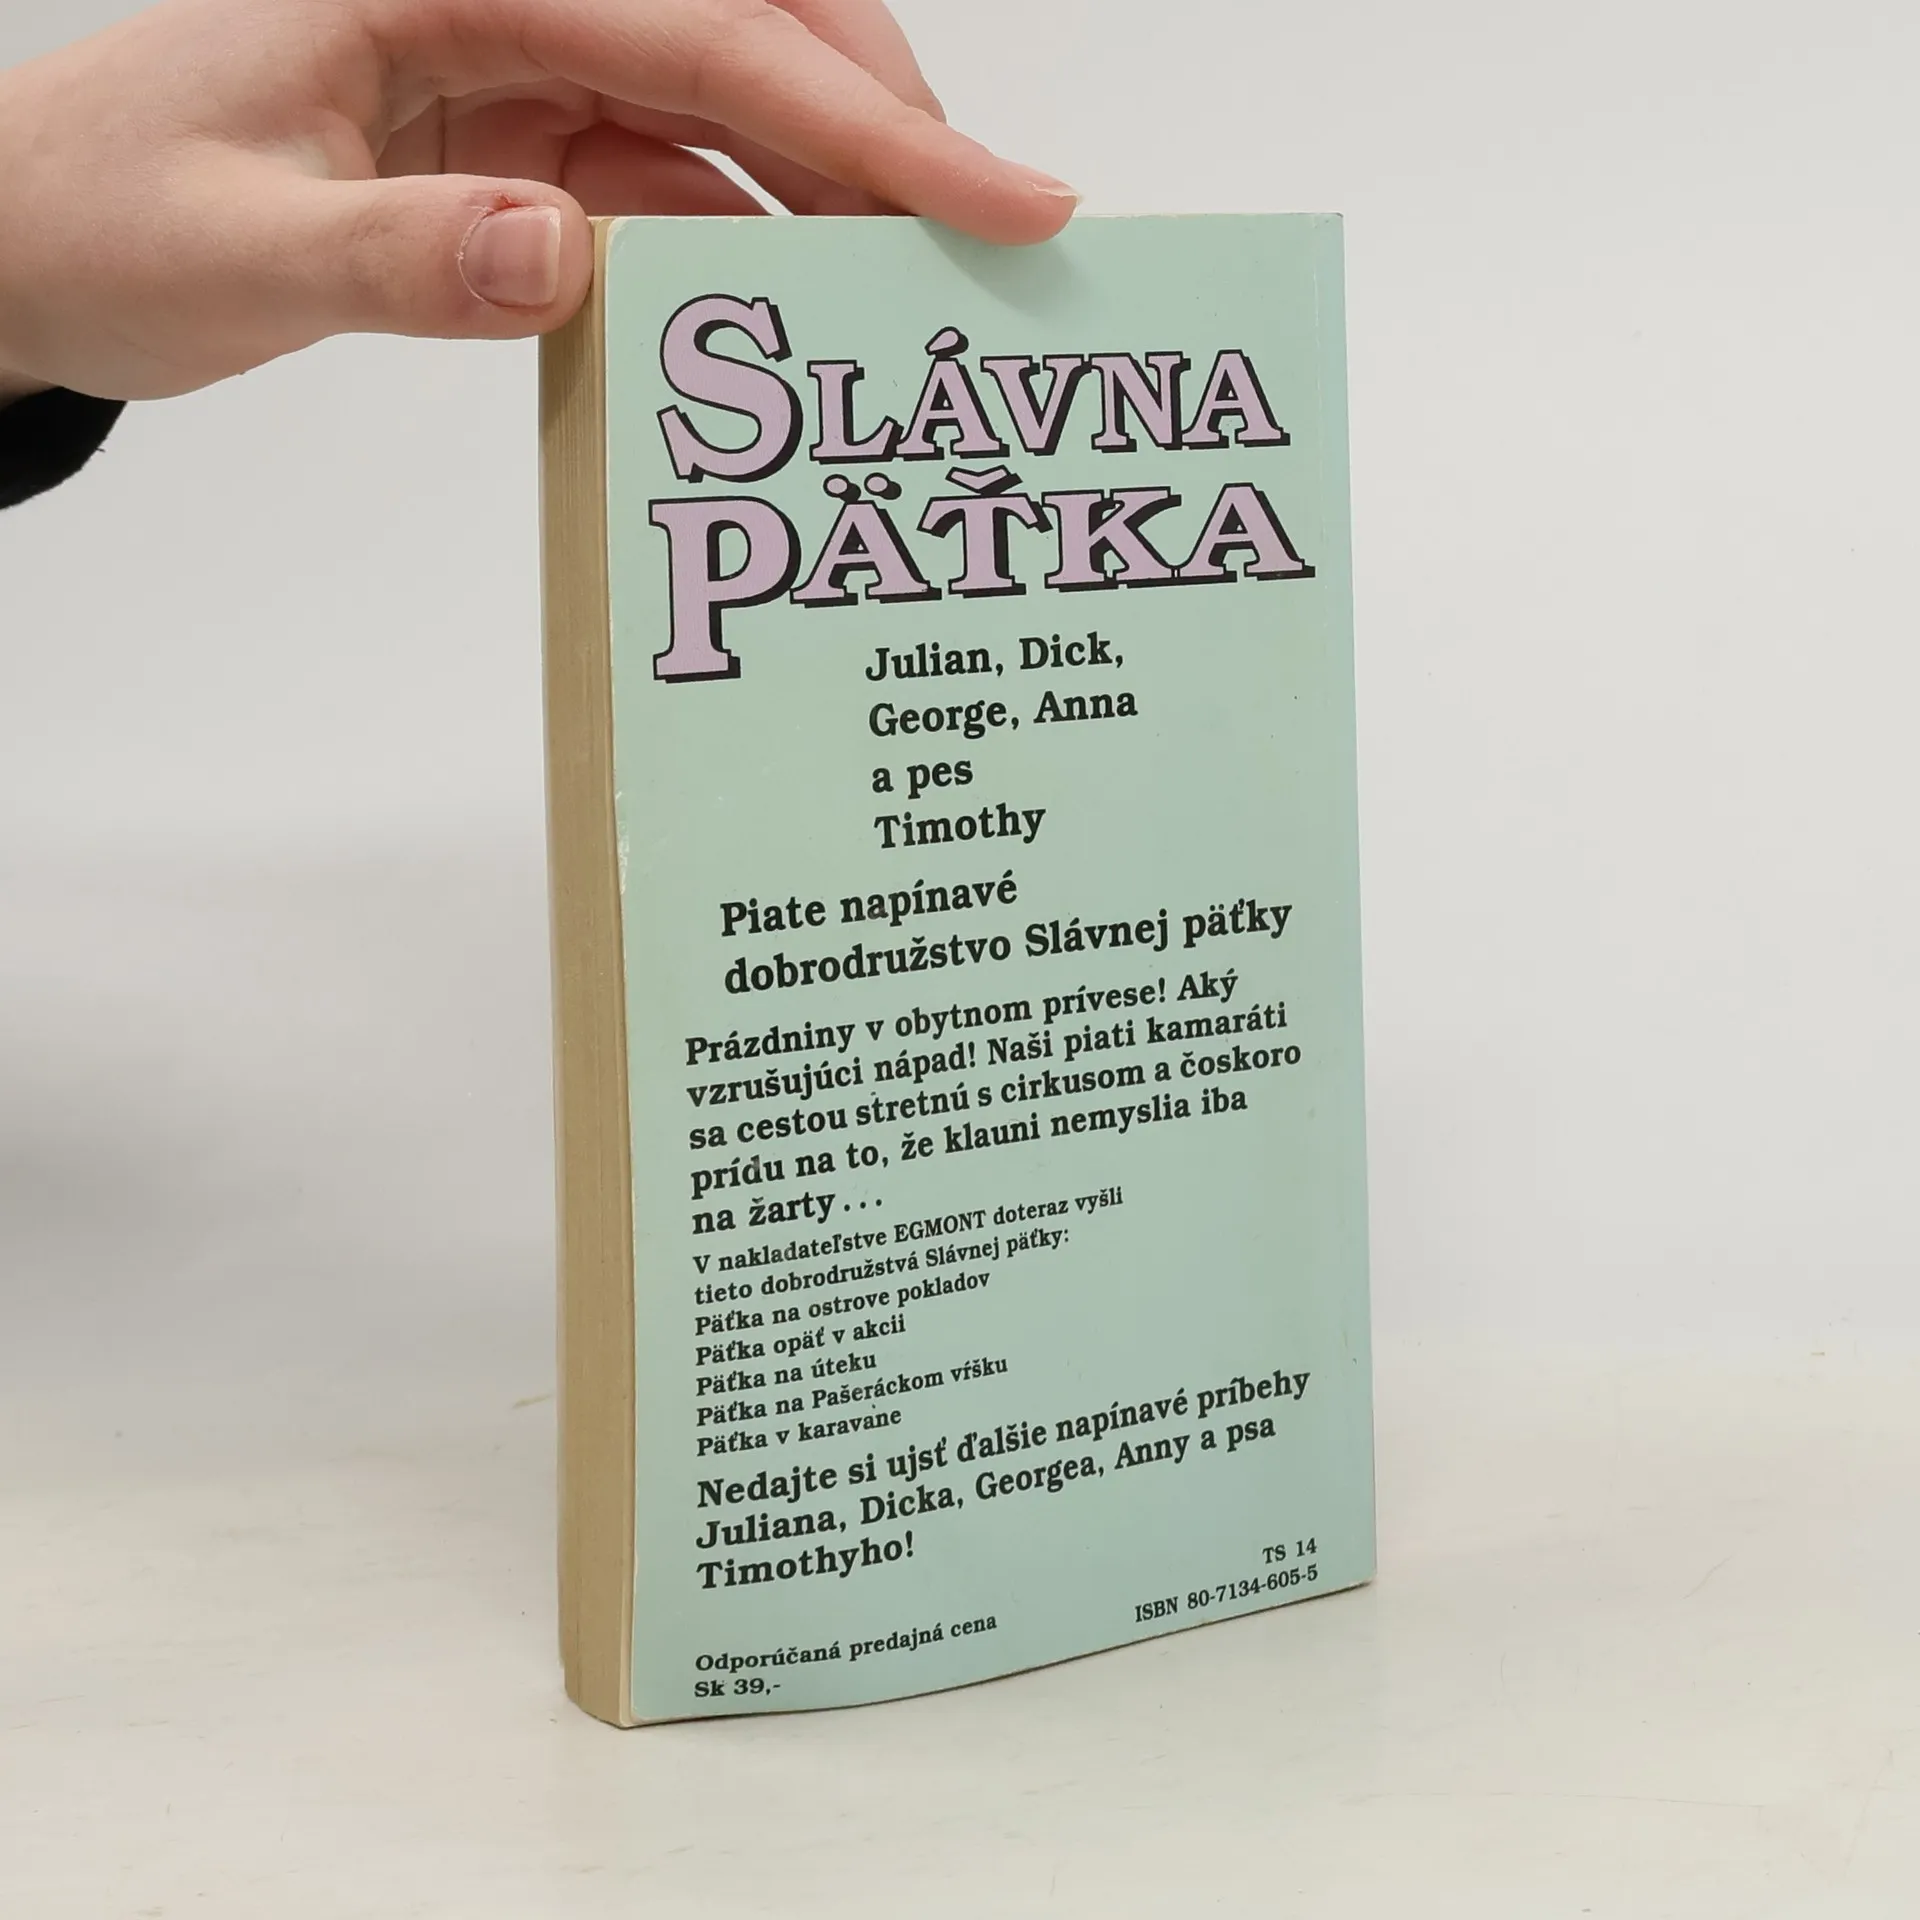 SLÁVNA
PÄŤKA
Julian, Dick,
George, Anna
a pes
Timothy
Piate napínavé
dobrodružstvo Slávnej päťky
Prázdniny v obytnom prívese! Aký
vzrušujúci nápad! Naši piati kamaráti
sa cestou stretnú s cirkusom a čoskoro
prídu na to, že klauni nemyslia iba
na žarty...
V nakladateľstve EGMONT doteraz vyšli
tieto dobrodružstvá Slávnej päťky:
Päťka na ostrove pokladov
Päťka opäť v akcii
Päťka na úteku
Päťka na Pašeráckom vŕšku
Päťka v karavane
Nedajte si ujsť ďalšie napínavé príbehy
Juliana, Dicka, Georgea, Anny a psa
Timothyho!
TS 14
ISBN 80-7134-605-5
Odporúčaná predajná cena
Sk 39,-